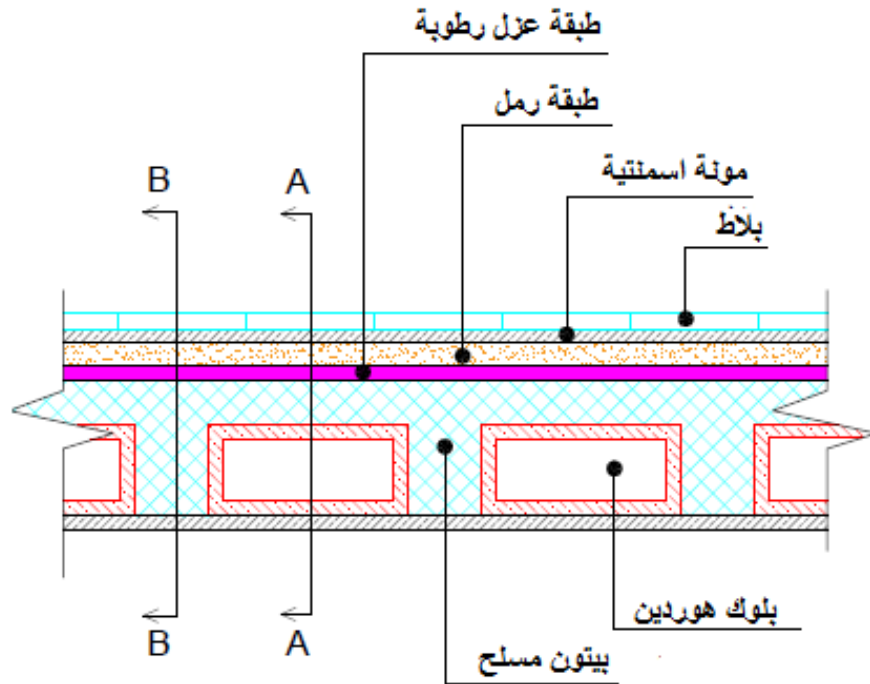 طبقة عزل رطوبة
طبقة رمل
مونة اسمنتية
بلاط
B
A
B
A
بلوك هوردين
بيتون مسلح